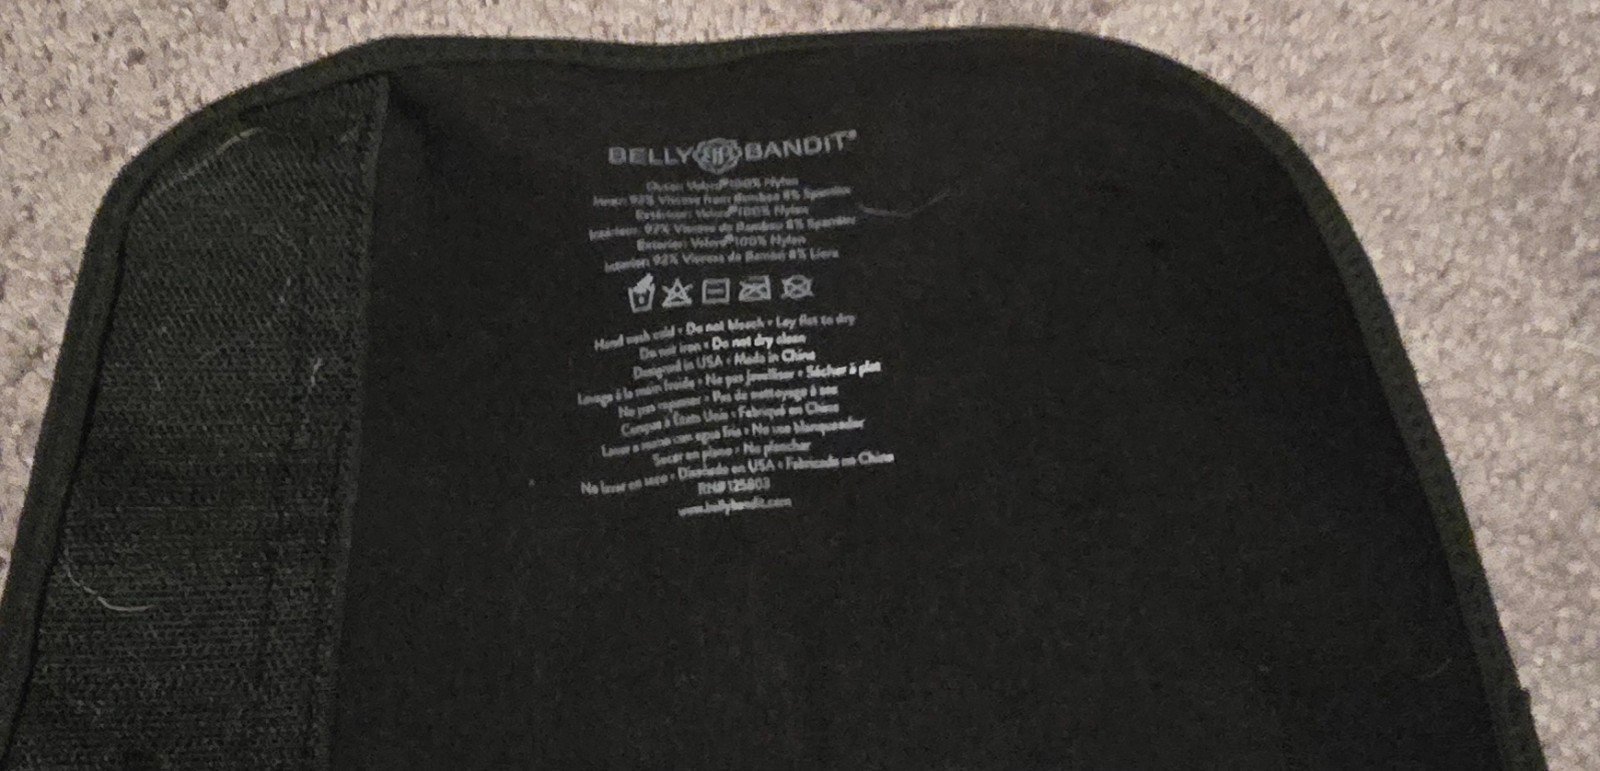 BELLY BANDIT®
Outer: Velcro® 100% Nylon
Inner: 92% Viscose from Bamboo 8% Spandex
Extérieur: Velcro® 100% Nylon
Intérieur: 92% Viscose de Bambou 8% Spandex
Exterior: Velcro® 100% Nylon
Interior: 92% Viscosa de Bambú 8% Licra
Hand wash cold • Do not bleach • Lay flat to dry
Do not iron • Do not dry clean
Designed in USA • Made in China
Lavage à la main froide • Ne pas javelliser • Sécher à plat
Ne pas repasser • Pas de nettoyage à sec
Conçue à États Unis • Fabriqué en China
Lavar a mano con agua fría • No use blanqueador
Secar en plano • No planchar
No lavar en seco • Diseñado en USA • Fabricado en China
RN# 125803
www.bellybandit.com